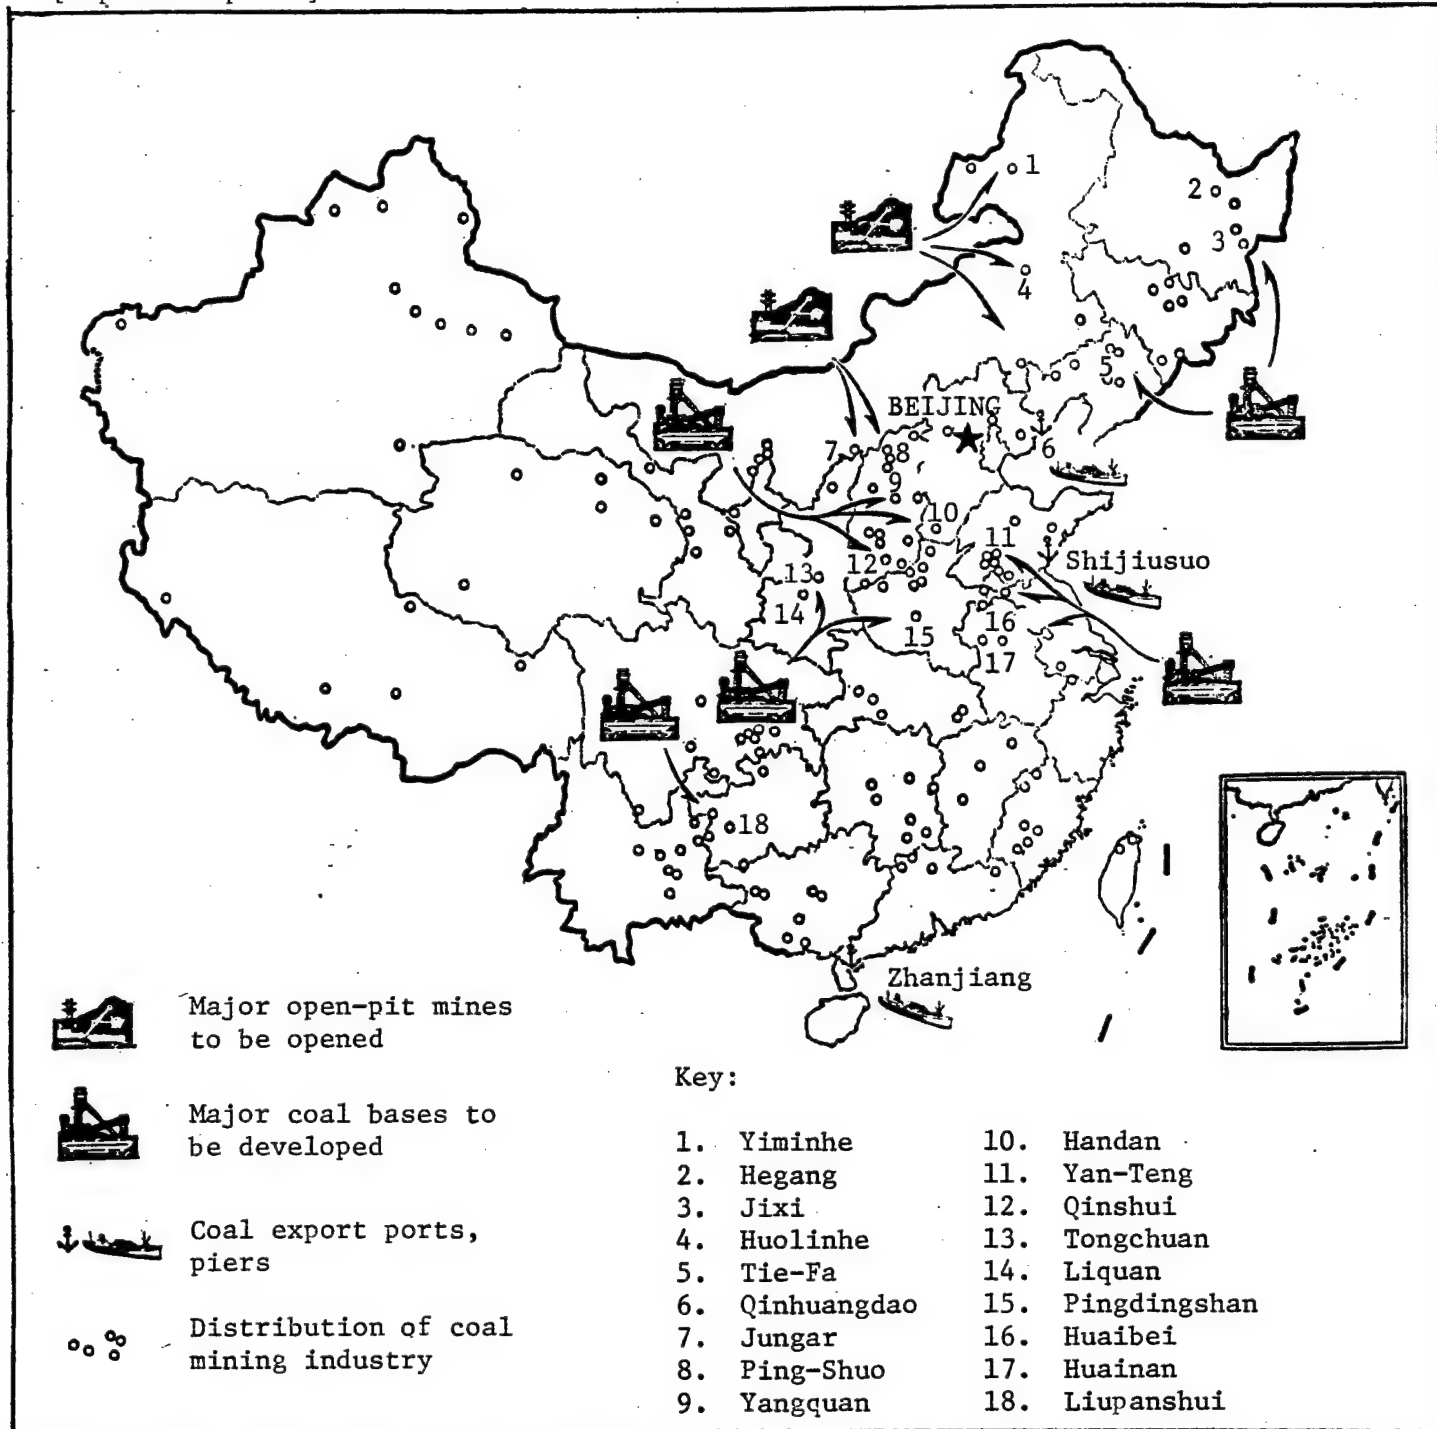 1
2
3
4
5
BEIJING
6
7
8
9
10
11
Shijiusuo
12
13
14
15
16
17
18
Zhanjiang
Major open-pit mines
to be opened
Major coal bases to
be developed
Coal export ports,
piers
Distribution of coal
mining industry
Key:
1. Yiminhe
2. Hegang
3. Jixi
4. Huolinhe
5. Tie-Fa
6. Qinhuangdao
7. Jungar
8. Ping-Shuo
9. Yangquan
10. Handan
11. Yan-Teng
12. Qinshui
13. Tongchuan
14. Liquan
15. Pingdingshan
16. Huaibei
17. Huainan
18. Liupanshui